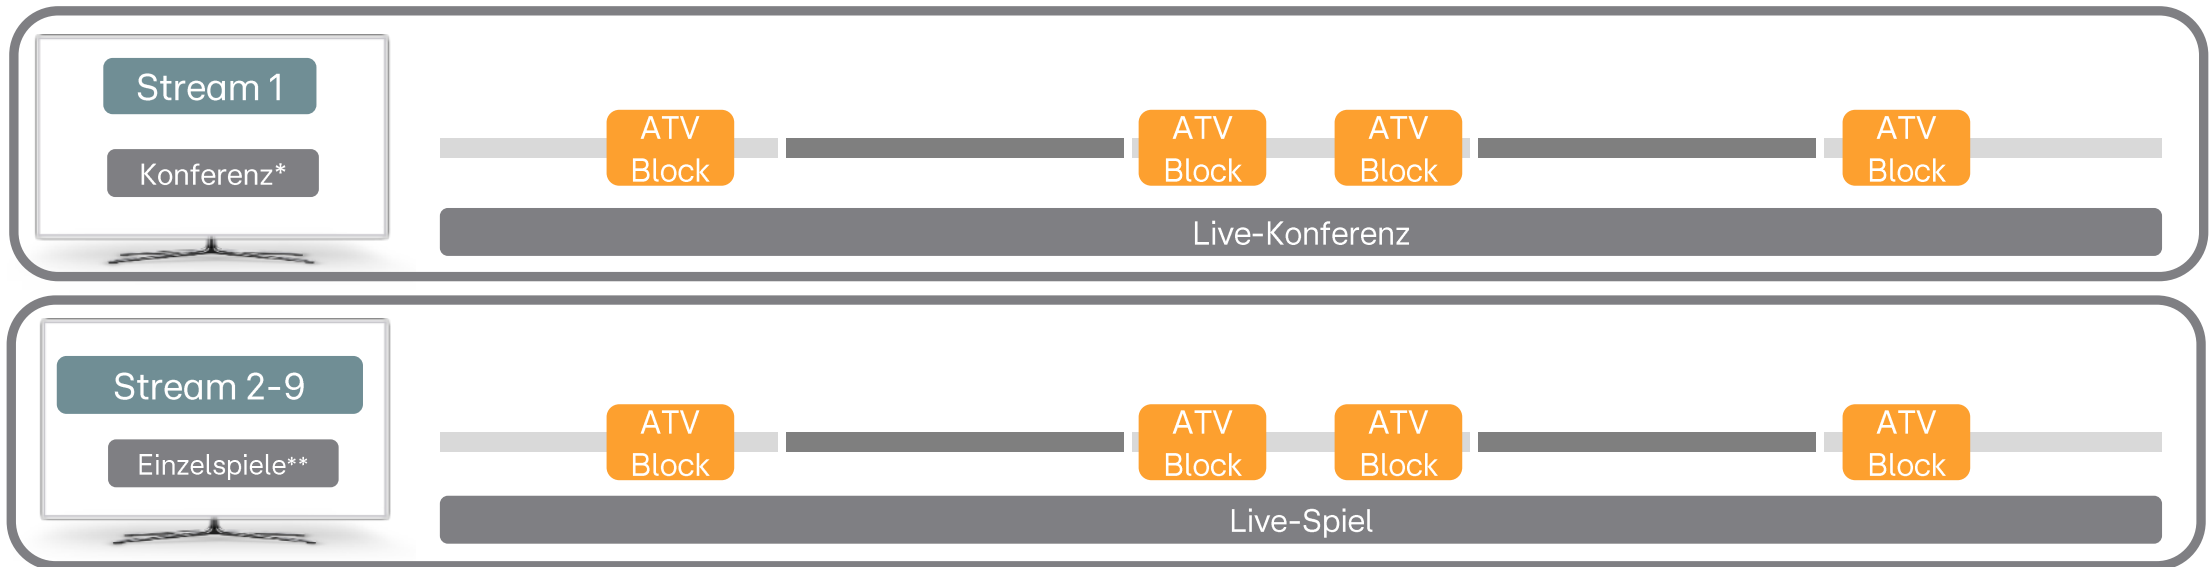 Stream 1
Konferenz*
ATV
Block
ATV
Block
ATV
Block
ATV
Block
Live-Konferenz
Stream 2-9
Einzelspiele**
ATV
Block
ATV
Block
ATV
Block
ATV
Block
Live-Spiel